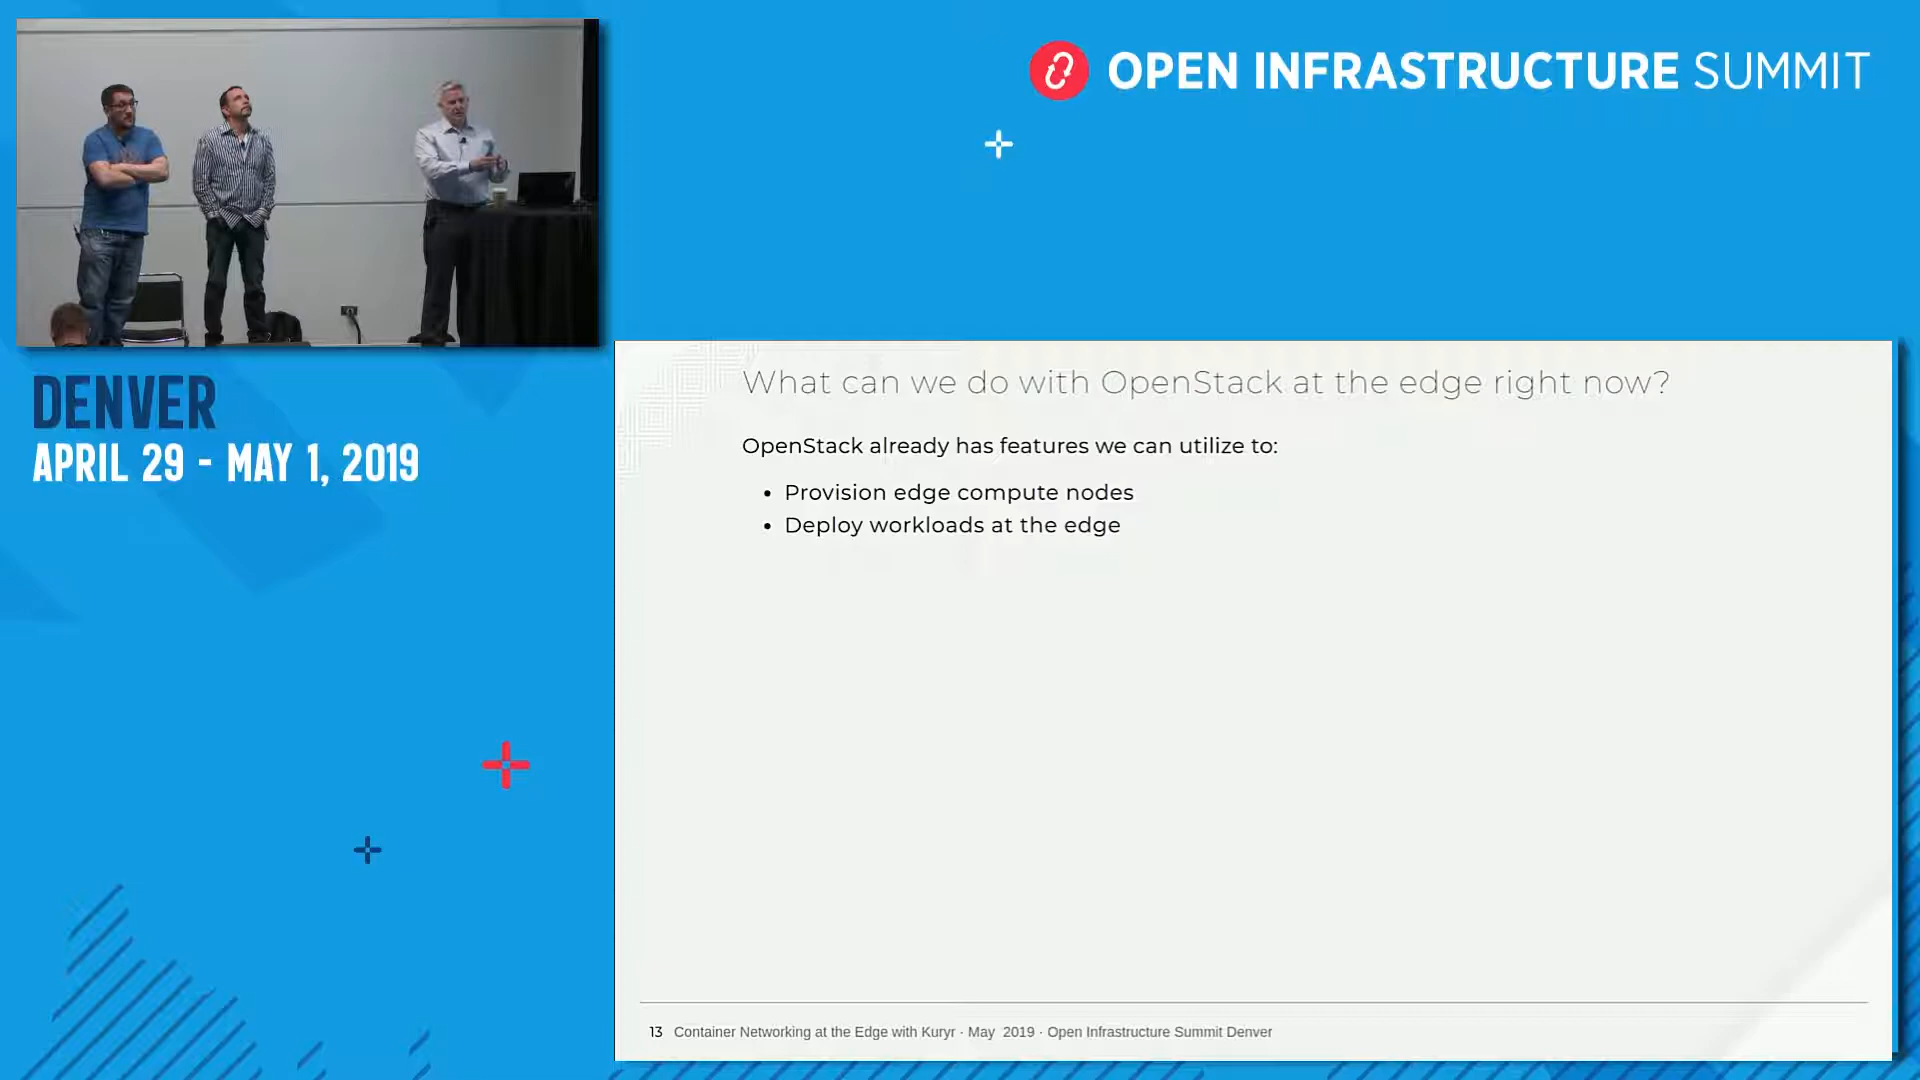 OPEN INFRASTRUCTURE SUMMIT
DENVER
APRIL 29 - MAY 1, 2019
What can we do with OpenStack at the edge right now?
OpenStack already has features we can utilize to:
• Provision edge compute nodes
• Deploy workloads at the edge
13 Container Networking at the Edge with Kuryr · May 2019 · Open Infrastructure Summit Denver